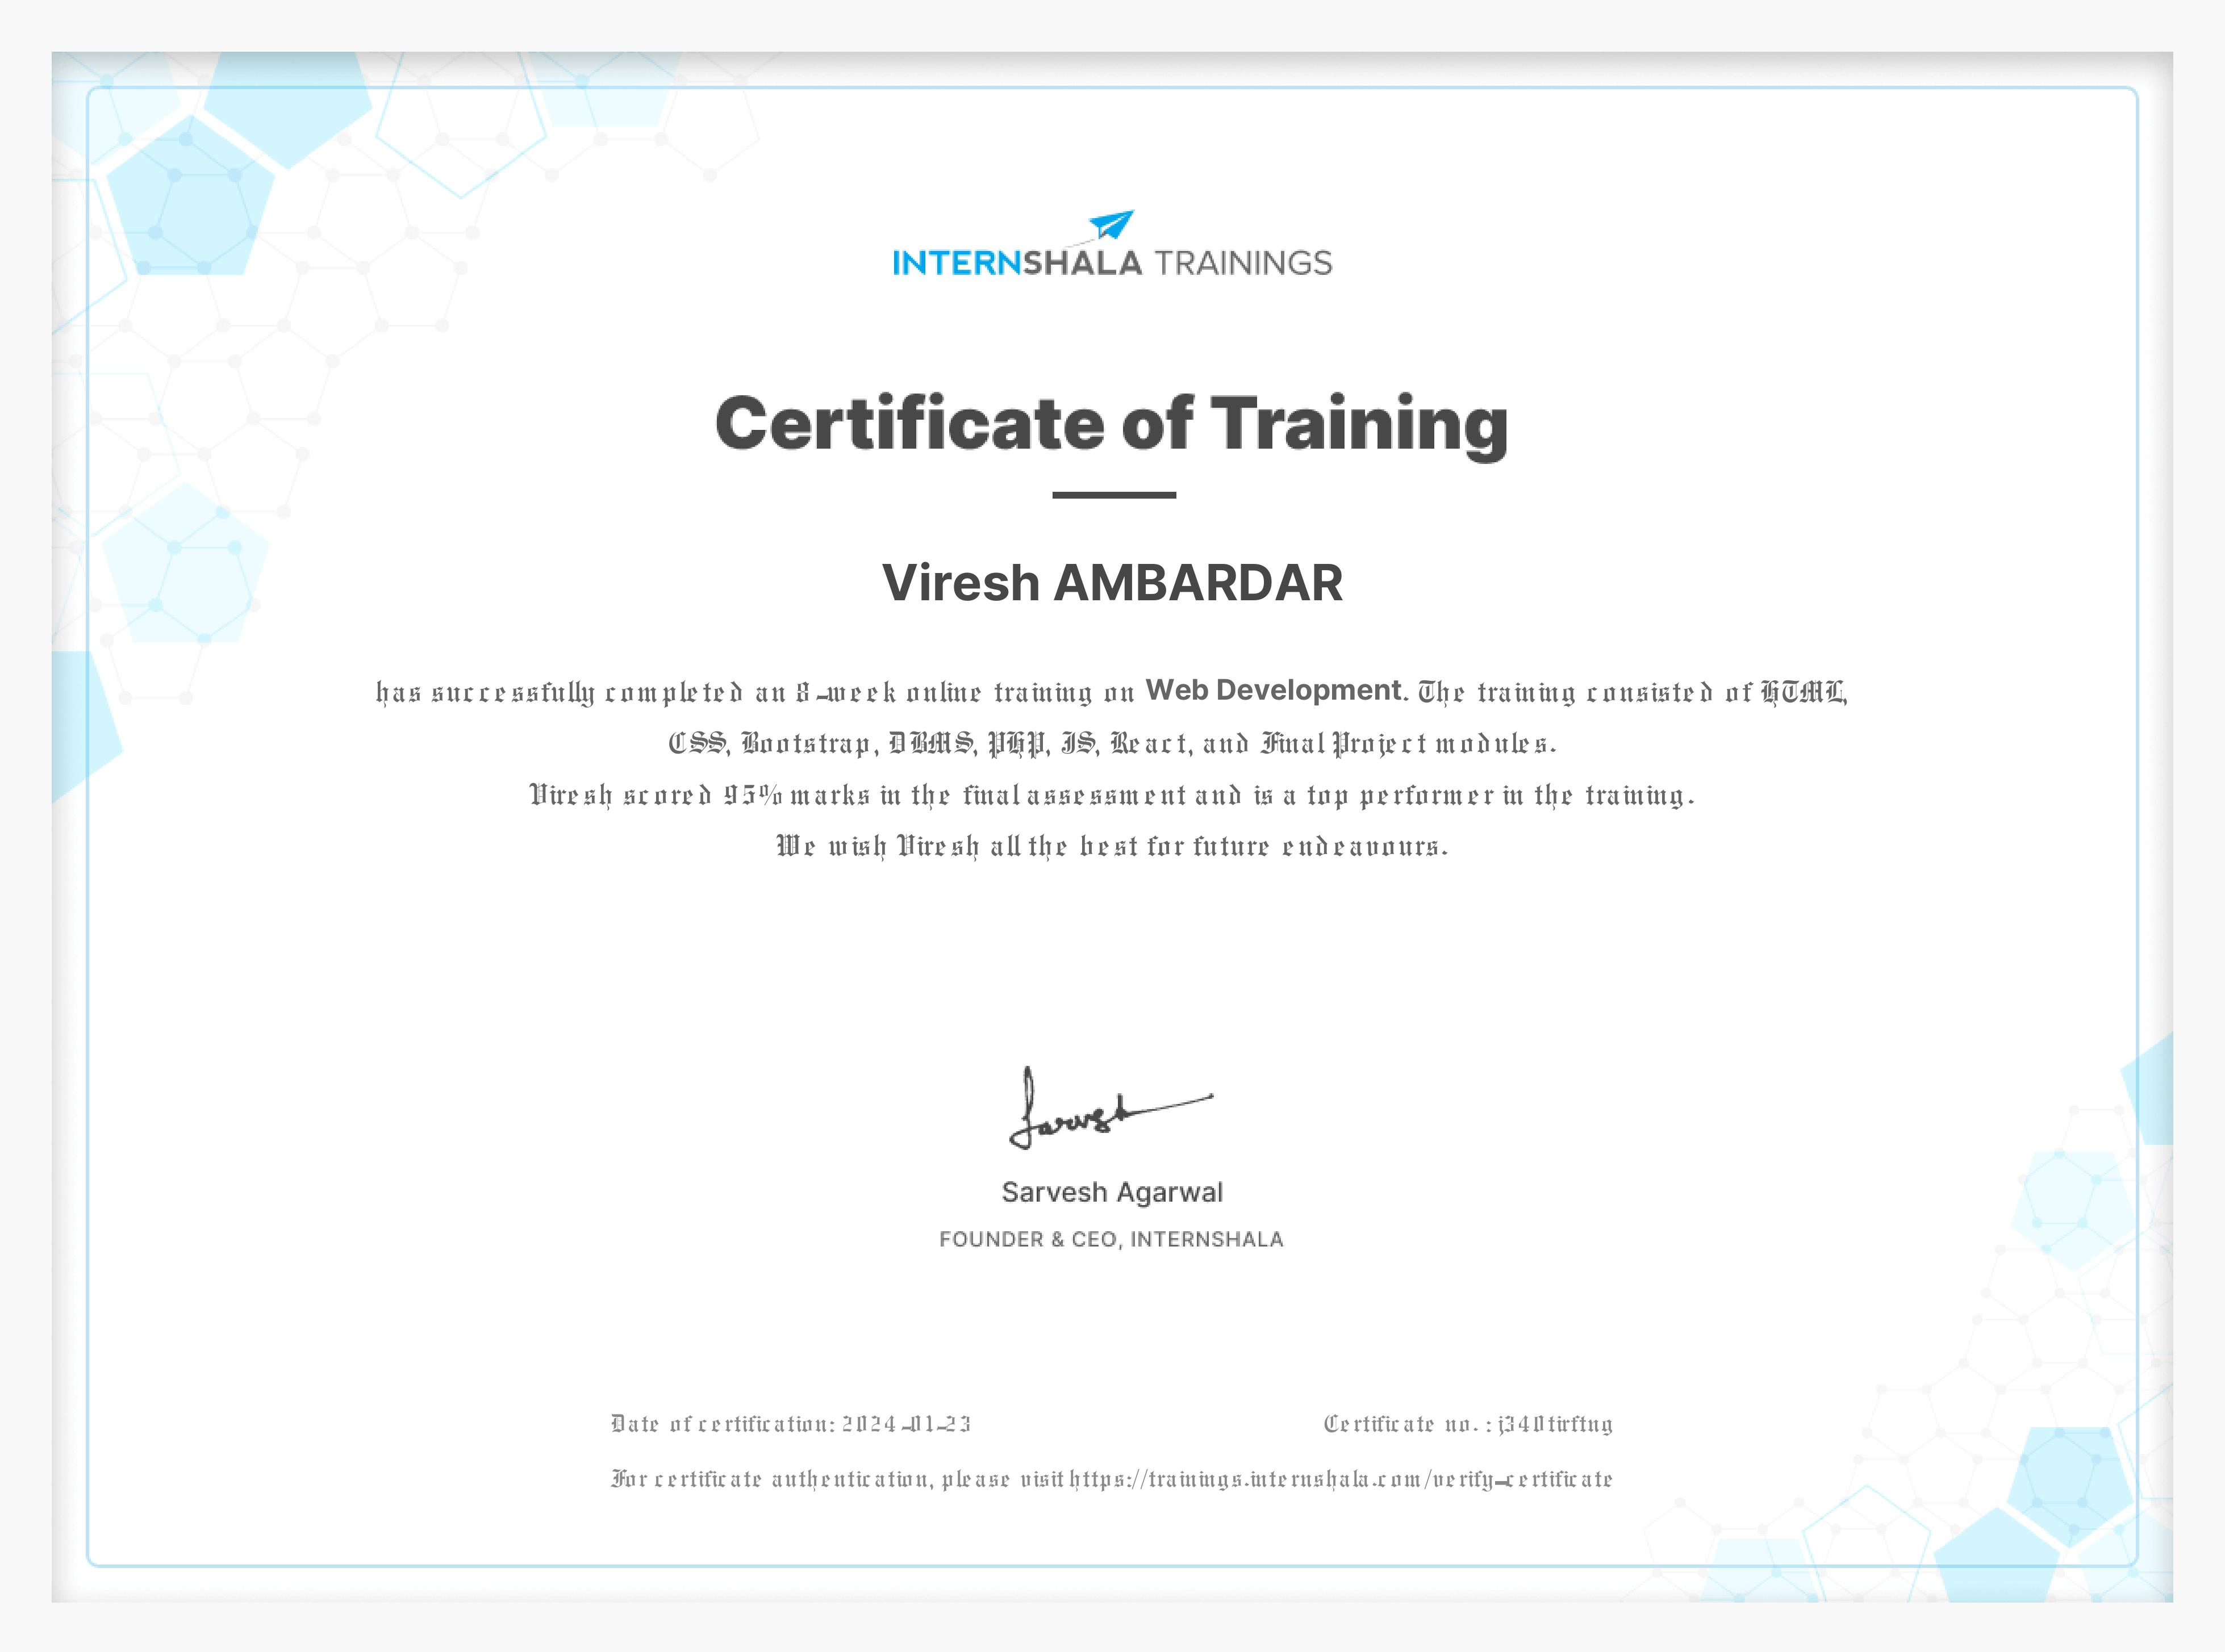 INTERNSHALA TRAININGS
Certificate of Training
Viresh AMBARDAR
has successfully completed an 8-week online training on Web Development. The training consisted of HTML,
CSS, Bootstrap, DBMS, PHP, JS, React, and Final Project modules.
Viresh scored 95% marks in the final assessment and is a top performer in the training.
We wish Viresh all the best for future endeavours.
Sarvesh
Sarvesh Agarwal
FOUNDER & CEO, INTERNSHALA
Date of certification: 2024-01-23
Certificate no. : j340tirftng
For certificate authentication, please visit https://trainings.internshala.com/verify_certificate